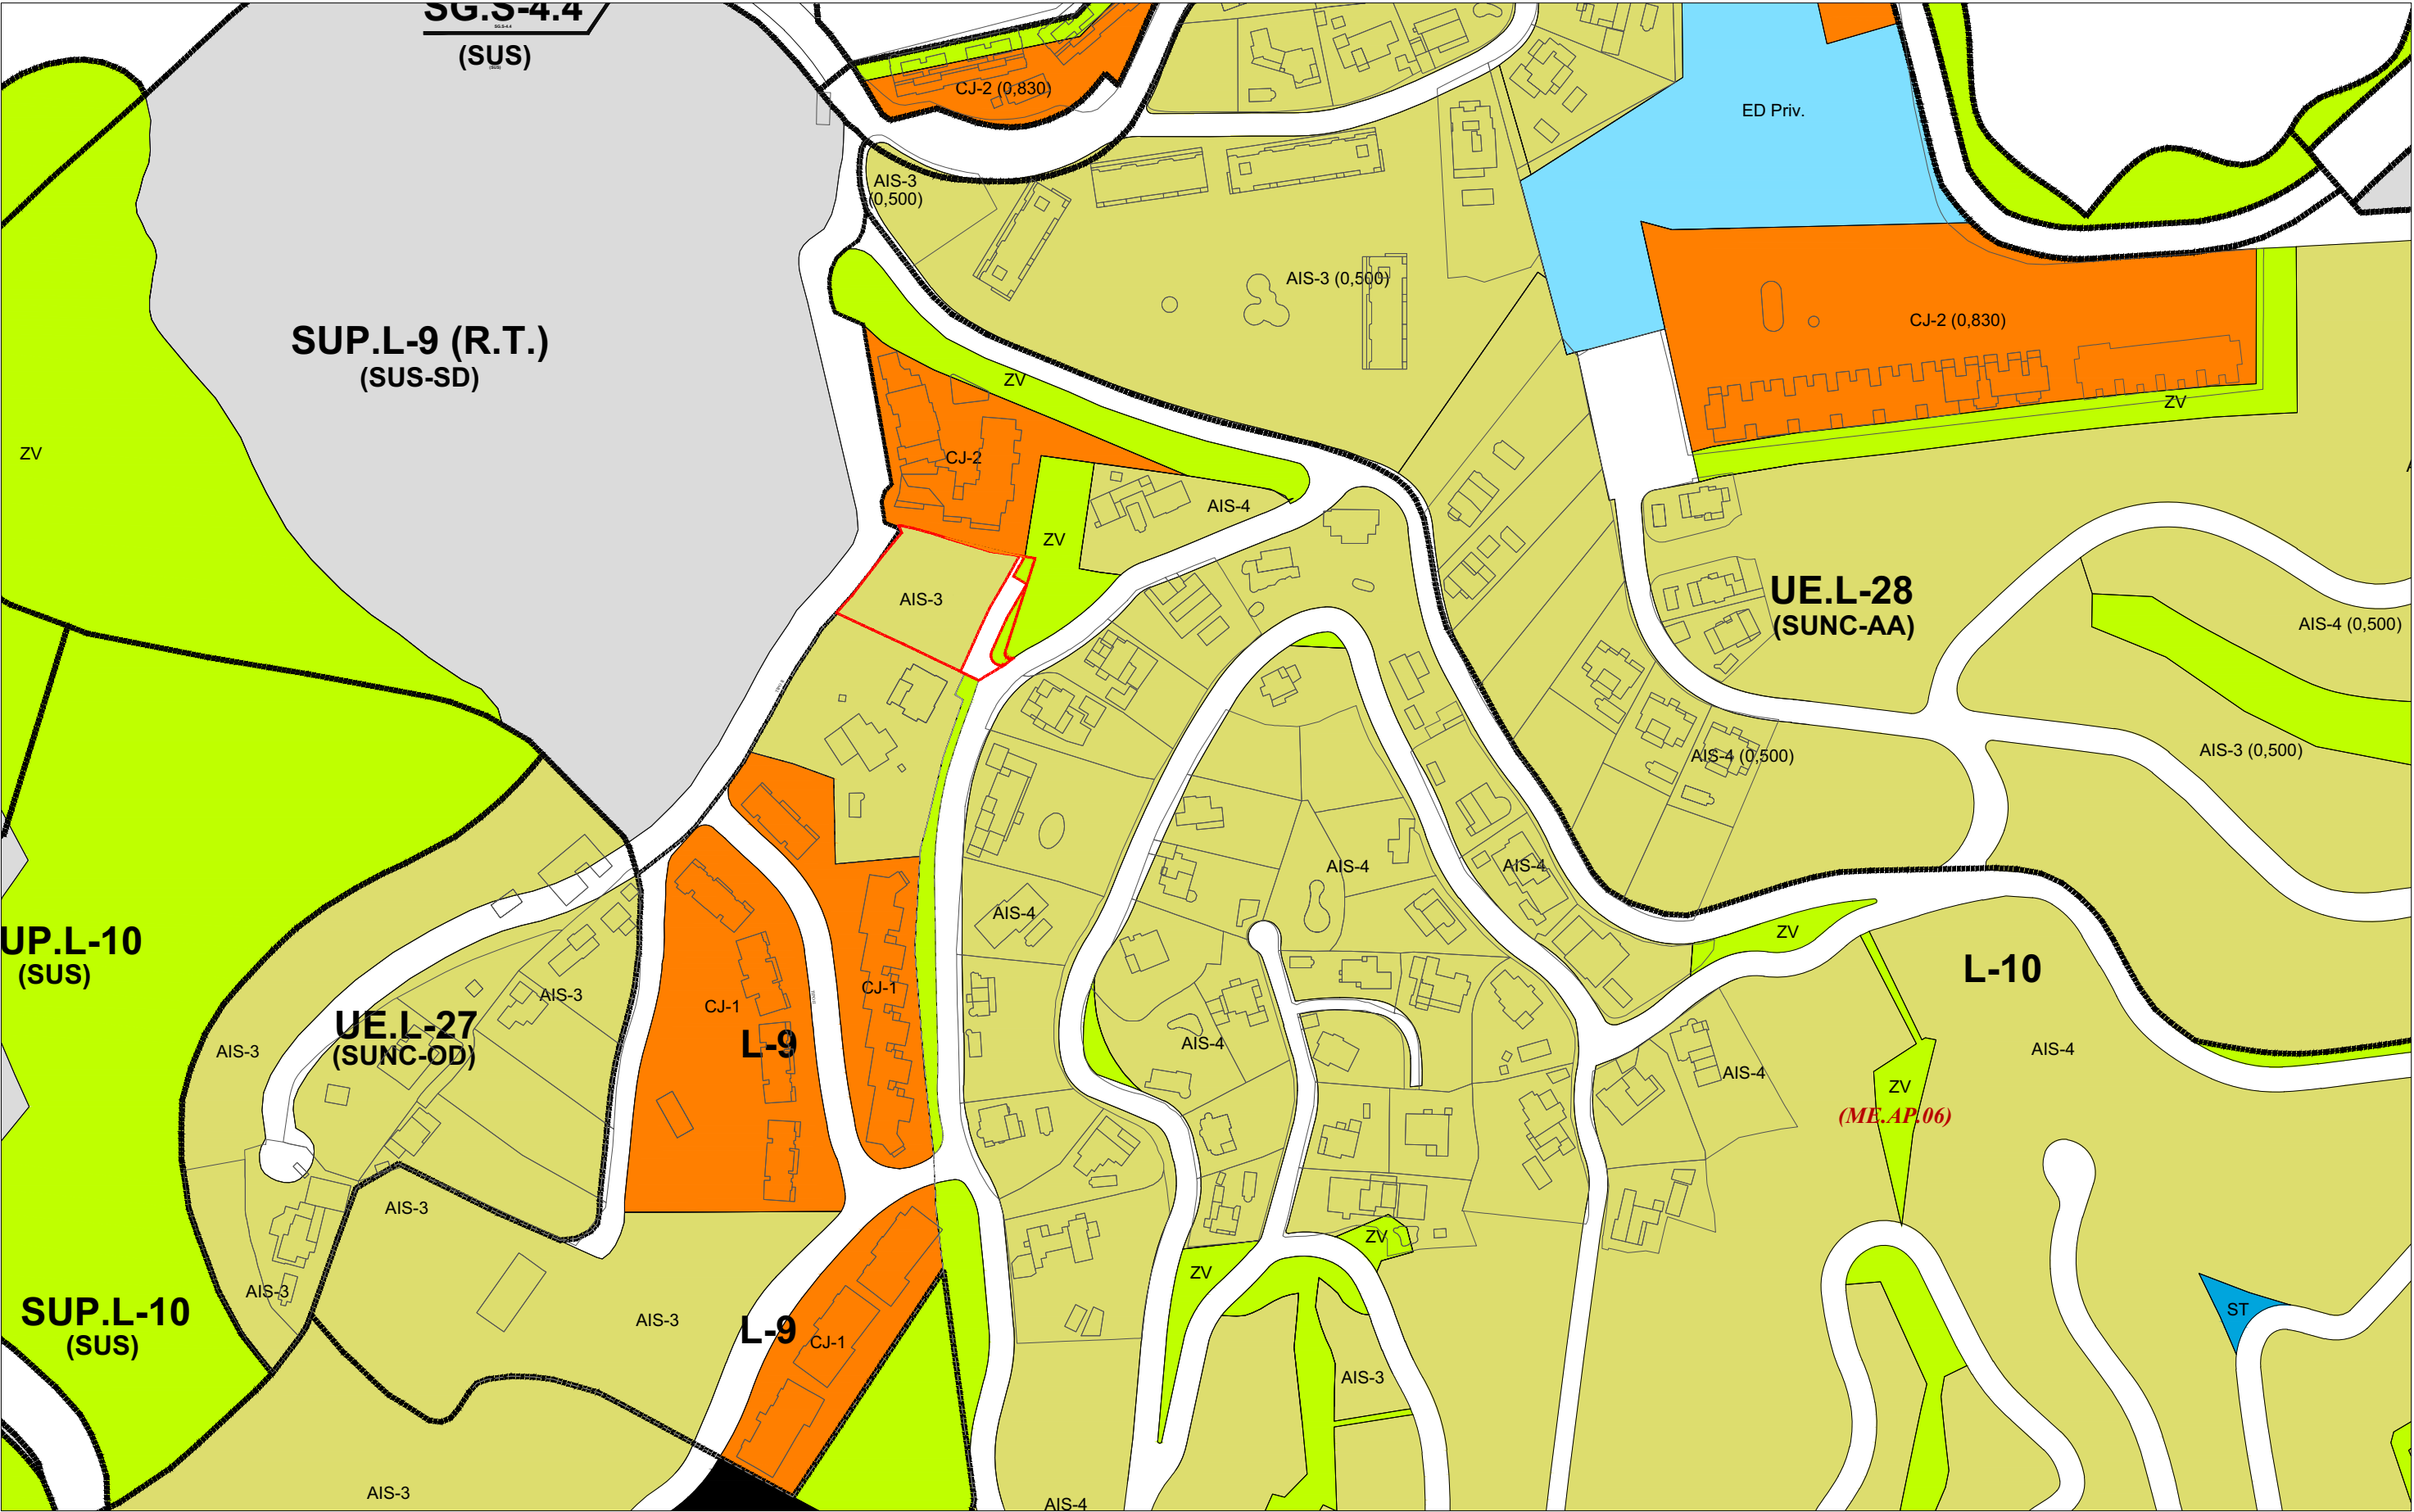 SG.S-4.4
SG.S-4.4
(SUS)
(SUS)
CJ-2 (0,830)
ED Priv.
AIS-3
(0,500)
AIS-3 (0,500)
CJ-2 (0,830)
SUP.L-9 (R.T.)
(SUS-SD)
ZV
ZV
ZV
CJ-2
AIS-4
ZV
AIS-3
UE.L-28
(SUNC-AA)
AIS-4 (0,500)
AIS-4 (0,500)
AIS-3 (0,500)
AIS-4
AIS-4
AIS-4
ZV
UP.L-10
(SUS)
L-10
AIS-3
CJ-1
CJ-1
UE.L-27
(SUNC-OD)
L-9
AIS-3
AIS-4
AIS-4
AIS-4
ZV
(ME.AP.06)
AIS-3
ZV
ZV
AIS-3
SUP.L-10
(SUS)
AIS-3
L-9
CJ-1
ST
AIS-3
AIS-3
AIS-4